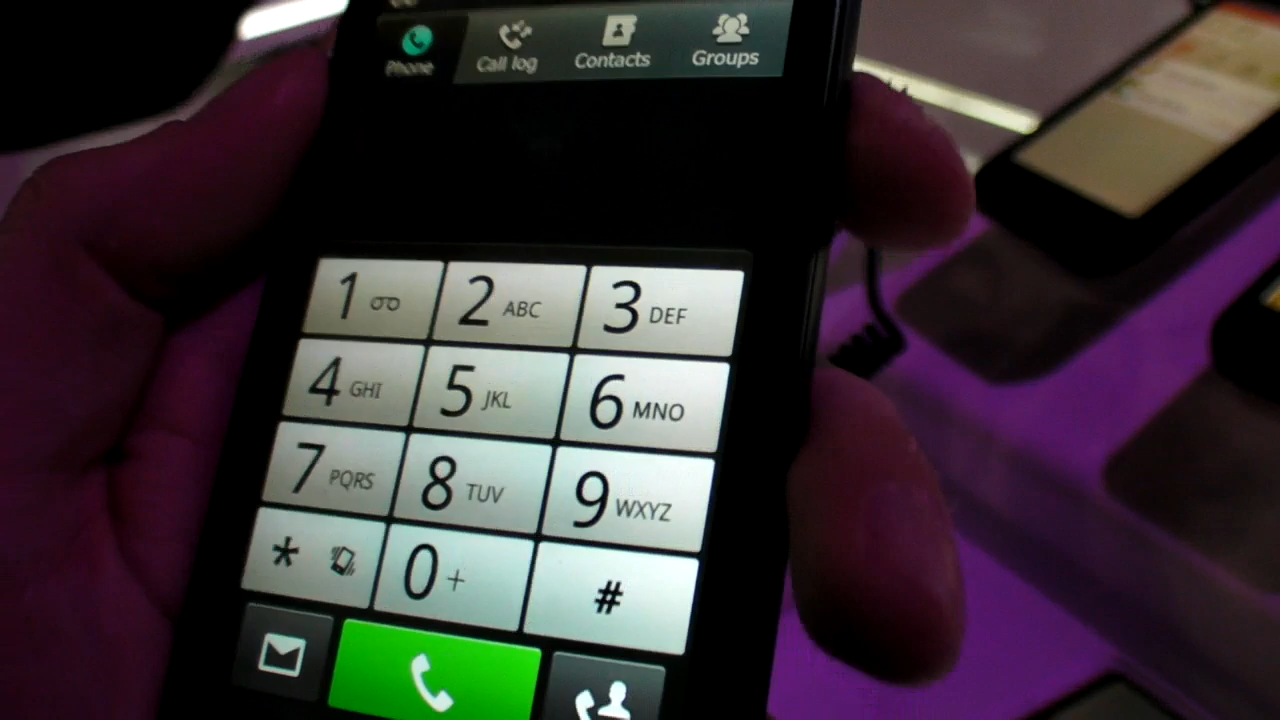 Phone Call log Contacts Groups
1 2 ABC 3 DEF
4 GHI 5 JKL 6 MNO
7 PQRS 8 TUV 9 WXYZ
* 0 + #